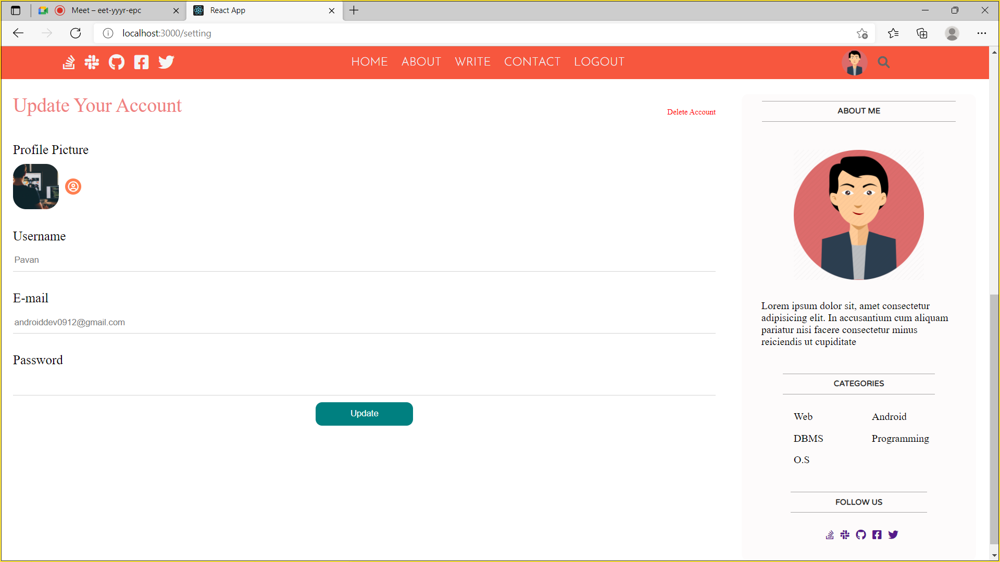 Meet – eet-yyyr-epc
React App
localhost:3000/setting
HOME ABOUT WRITE CONTACT LOGOUT
Update Your Account
Delete Account
Profile Picture
Username
Pavan
E-mail
androiddev0912@gmail.com
Password
Update
ABOUT ME
Lorem ipsum dolor sit, amet consectetur
adipisicing elit. In accusantium cum aliquam
pariatur nisi facere consectetur minus
reiciendis ut cupiditate
CATEGORIES
Web Android
DBMS Programming
O.S
FOLLOW US